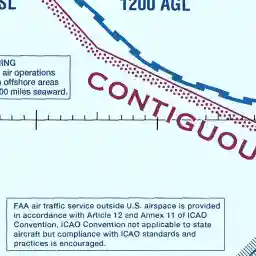 SL
1200 AGL
NING
air operations
offshore areas
00 miles seaward.
CONTIGUOU
FAA air traffic service outside U.S. airspace is provided
in accordance with Article 12 and Annex 11 of ICAO
Convention. ICAO Convention not applicable to state
aircraft but compliance with ICAO standards and
practices is encouraged.